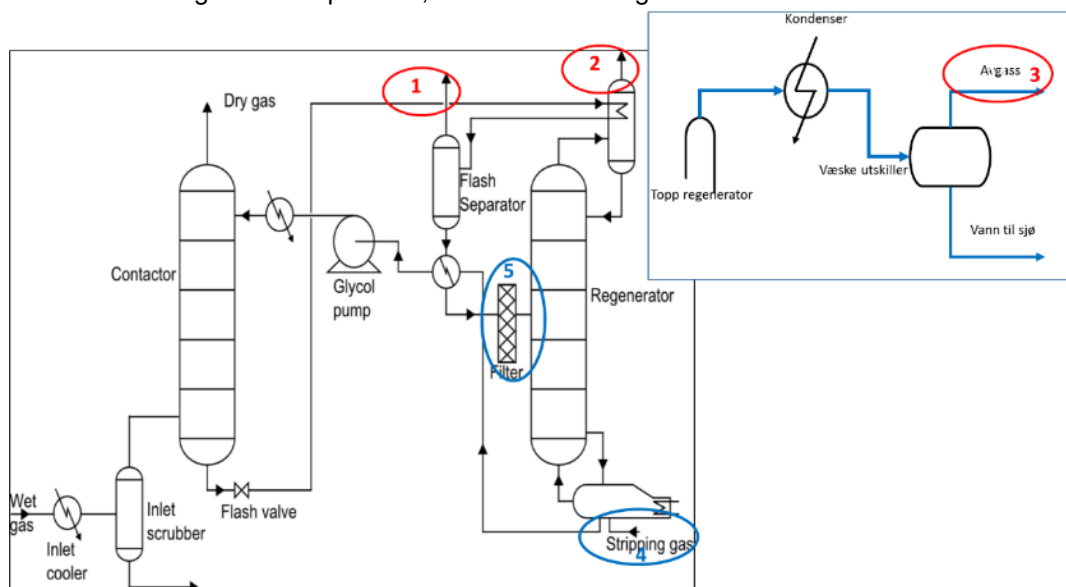 Kondenser
Avgass 3
Topp regenerator
Væske utskiller
Vann til sjø
1
2
Dry gas
Flash
Separator
Contactor
Glycol
pump
5
Regenerator
Filter
Flash valve
Wet
gas
Inlet
scrubber
Inlet
cooler
Stripping gas
4